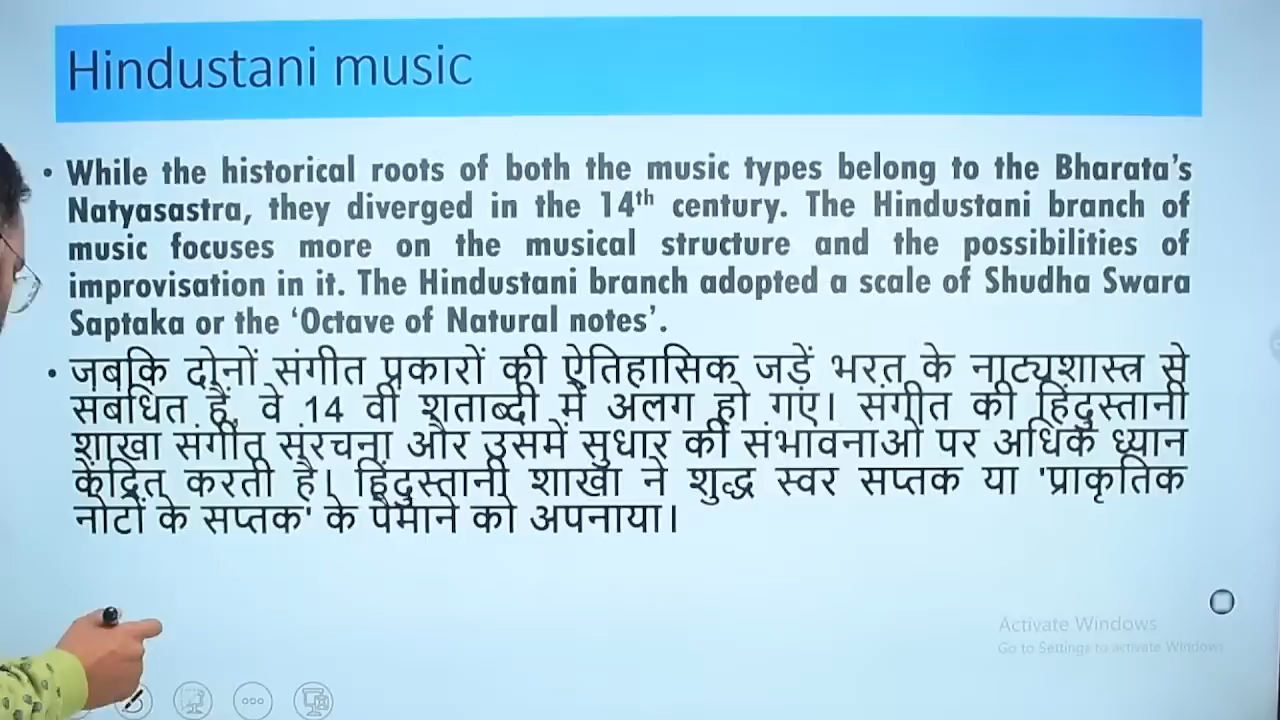 Hindustani music
• While the historical roots of both the music types belong to the Bharata's
Natyasastra, they diverged in the 14th century. The Hindustani branch of
music focuses more on the musical structure and the possibilities of
improvisation in it. The Hindustani branch adopted a scale of Shudha Swara
Saptaka or the ‘Octave of Natural notes’.
• जबकि दोनों संगीत प्रकारों की ऐतिहासिक जड़ें भरत के नाट्यशास्त्र से
संबंधित हैं, वे 14 वीं शताब्दी में अलग हो गए। संगीत की हिंदुस्तानी
शाखा संगीत संरचना और उसमें सुधार की संभावनाओं पर अधिक ध्यान
केंद्रित करती है। हिंदुस्तानी शाखा ने शुद्ध स्वर सप्तक या 'प्राकृतिक
नोटों के सप्तक' के पैमाने को अपनाया।
Activate Windows
Go to Settings to activate Windows.